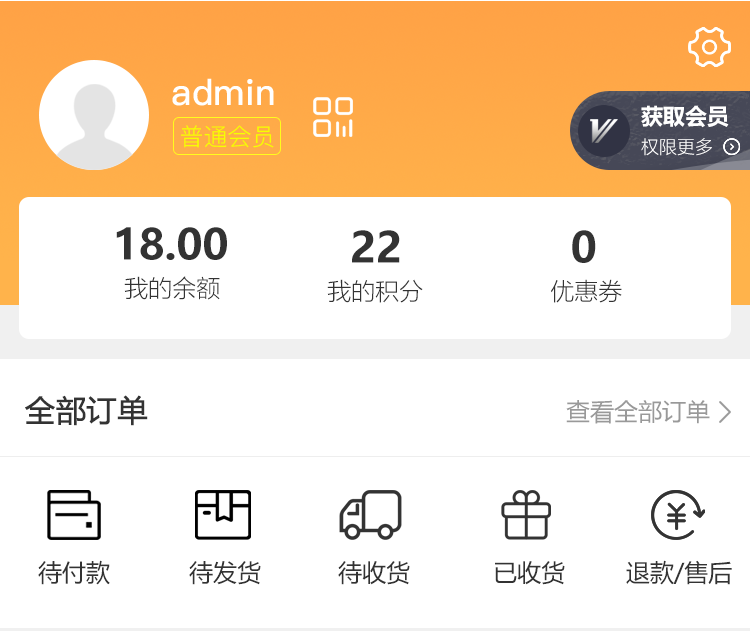 admin
普通会员
获取会员
权限更多
18.00
22
0
我的余额
我的积分
优惠券
全部订单
查看全部订单
待付款
待发货
待收货
已收货
退款/售后